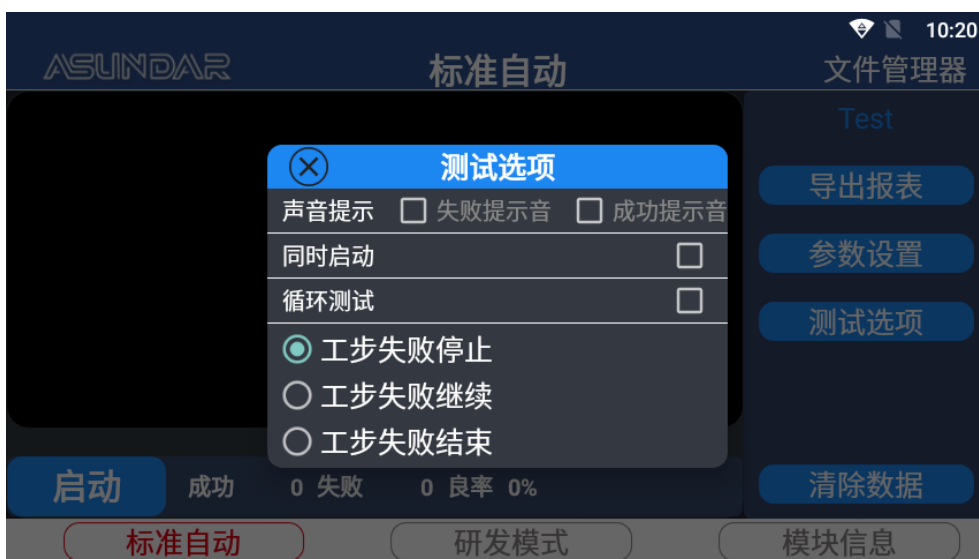 10:20
ASUNDAR 标准自动 文件管理器
Test
测试选项
导出报表
声音提示 失败提示音 成功提示音
同时启动
参数设置
循环测试
测试选项
工步失败停止
工步失败继续
工步失败结束
启动 成功 0 失败 0 良率 0%
清除数据
标准自动 研发模式 模块信息